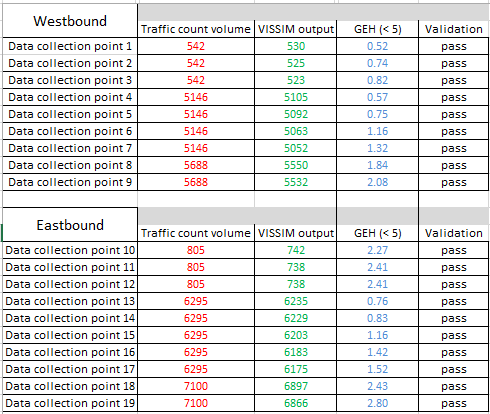 Westbound
Traffic count volume VISSIM output GEH (< 5) Validation
Data collection point 1 542 530 0.52 pass
Data collection point 2 542 525 0.74 pass
Data collection point 3 542 523 0.82 pass
Data collection point 4 5146 5105 0.57 pass
Data collection point 5 5146 5092 0.75 pass
Data collection point 6 5146 5063 1.16 pass
Data collection point 7 5146 5052 1.32 pass
Data collection point 8 5688 5550 1.84 pass
Data collection point 9 5688 5532 2.08 pass
Eastbound
Traffic count volume VISSIM output GEH (< 5) Validation
Data collection point 10 805 742 2.27 pass
Data collection point 11 805 738 2.41 pass
Data collection point 12 805 738 2.41 pass
Data collection point 13 6295 6235 0.76 pass
Data collection point 14 6295 6229 0.83 pass
Data collection point 15 6295 6203 1.16 pass
Data collection point 16 6295 6183 1.42 pass
Data collection point 17 6295 6175 1.52 pass
Data collection point 18 7100 6897 2.43 pass
Data collection point 19 7100 6866 2.80 pass